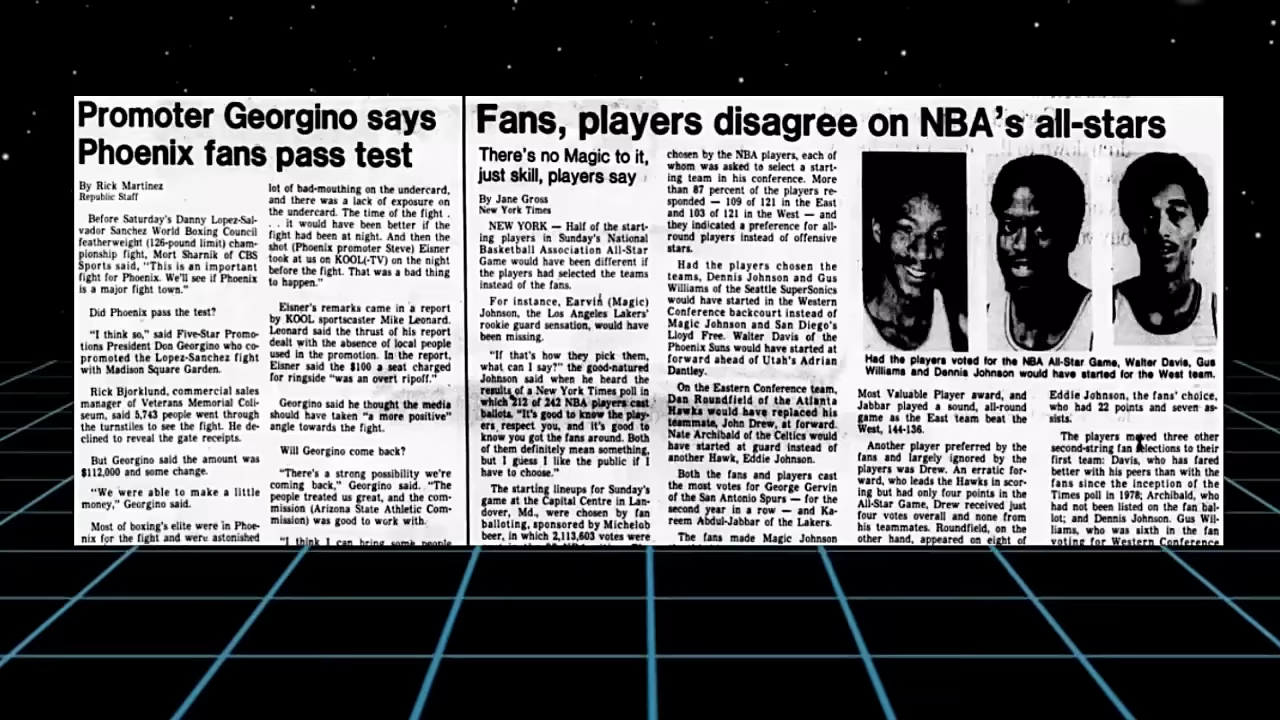 Promoter Georgino says
Phoenix fans pass test
By Rick Martinez
Republic Staff
Before Saturday's Danny Lopez-Sal-
vador Sanchez World Boxing Council
featherweight (126-pound limit) cham-
pionship fight, Mort Sharnik of CBS
Sports said, "This is an important
fight for Phoenix. We'll see if Phoenix
is a major fight town."
Did Phoenix pass the test?
"I think so," said Five-Star Promo-
tions President Don Georgino who co-
promoted the Lopez-Sanchez fight
with Madison Square Garden.
Rick Bjorklund, commercial sales
manager of Veterans Memorial Coli-
seum, said 5,743 people went through
the turnstiles to see the fight. He de-
clined to reveal the gate receipts.
But Georgino said the amount was
$112,000 and some change.
"We were able to make a little
money," Georgino said.
Most of boxing's elite were in Phoe-
nix for the fight and were astonished
lot of bad-mouthing on the undercard,
and there was a lack of exposure on
the undercard. The time of the fight .
. . it would have been better if the
fight had been at night. And then the
shot (Phoenix promoter Steve) Eisner
took at us on KOOL(-TV) on the night
before the fight. That was a bad thing
to happen."
Eisner's remarks came in a report
by KOOL sportscaster Mike Leonard.
Leonard said the thrust of his report
dealt with the absence of local people
used in the promotion. In the report,
Eisner said the $100 a seat charged
for ringside "was an overt ripoff."
Georgino said he thought the media
should have taken "a more positive"
angle towards the fight.
Will Georgino come back?
"There's a strong possibility we're
coming back," Georgino said. "The
people treated us great, and the com-
mission (Arizona State Athletic Com-
mission) was good to work with.
"I think I can bring some people
Fans, players disagree on NBA's all-stars
There's no Magic to it,
just skill, players say
By Jane Gross
New York Times
NEW YORK — Half of the start-
ing players in Sunday's National
Basketball Association All-Star
Game would have been different if
the players had selected the teams
instead of the fans.
For instance, Earvin (Magic)
Johnson, the Los Angeles Lakers'
rookie guard sensation, would have
been missing.
"If that's how they pick them,
what can I say?" the good-natured
Johnson said when he heard the
results of a New York Times poll in
which 212 of 242 NBA players cast
ballots. "It's good to know the play-
ers respect you, and it's good to
know you got the fans around. Both
of them definitely mean something,
but I guess I like the public if I
have to choose."
The starting lineups for Sunday's
game at the Capital Centre in Lan-
dover, Md., were chosen by fan
balloting, sponsored by Michelob
beer, in which 2,113,603 votes were
chosen by the NBA players, each of
whom was asked to select a start-
ing team in his conference. More
than 87 percent of the players re-
sponded — 109 of 121 in the East
and 103 of 121 in the West — and
they indicated a preference for all-
round players instead of offensive
stars.
Had the players chosen the
teams, Dennis Johnson and Gus
Williams of the Seattle SuperSonics
would have started in the Western
Conference backcourt instead of
Magic Johnson and San Diego's
Lloyd Free. Walter Davis of the
Phoenix Suns would have started at
forward ahead of Utah's Adrian
Dantley.
On the Eastern Conference team,
Dan Roundfield of the Atlanta
Hawks would have replaced his
teammate, John Drew, at forward.
Nate Archibald of the Celtics would
have started at guard instead of
another Hawk, Eddie Johnson.
Both the fans and players cast
the most votes for George Gervin
of the San Antonio Spurs — for the
second year in a row — and Ka-
reem Abdul-Jabbar of the Lakers.
The fans made Magic Johnson
Had the players voted for the NBA All-Star Game, Walter Davis, Gus
Williams and Dennis Johnson would have started for the West team.
Most Valuable Player award, and
Jabbar played a sound, all-round
game as the East team beat the
West, 144-136.
Another player preferred by the
fans and largely ignored by the
players was Drew. An erratic for-
ward, who leads the Hawks in scor-
ing but had only four points in the
All-Star Game, Drew received just
four votes overall and none from
his teammates. Roundfield, on the
other hand, appeared on eight of
Eddie Johnson, the fans' choice,
who had 22 points and seven as-
sists.
The players moved three other
second-string fan selections to their
first team: Davis, who has fared
better with his peers than with the
fans since the inception of the
Times poll in 1978; Archibald, who
had not been listed on the fan bal-
lot; and Dennis Johnson. Gus Wil-
liams, who was sixth in the fan
voting for Western Conference